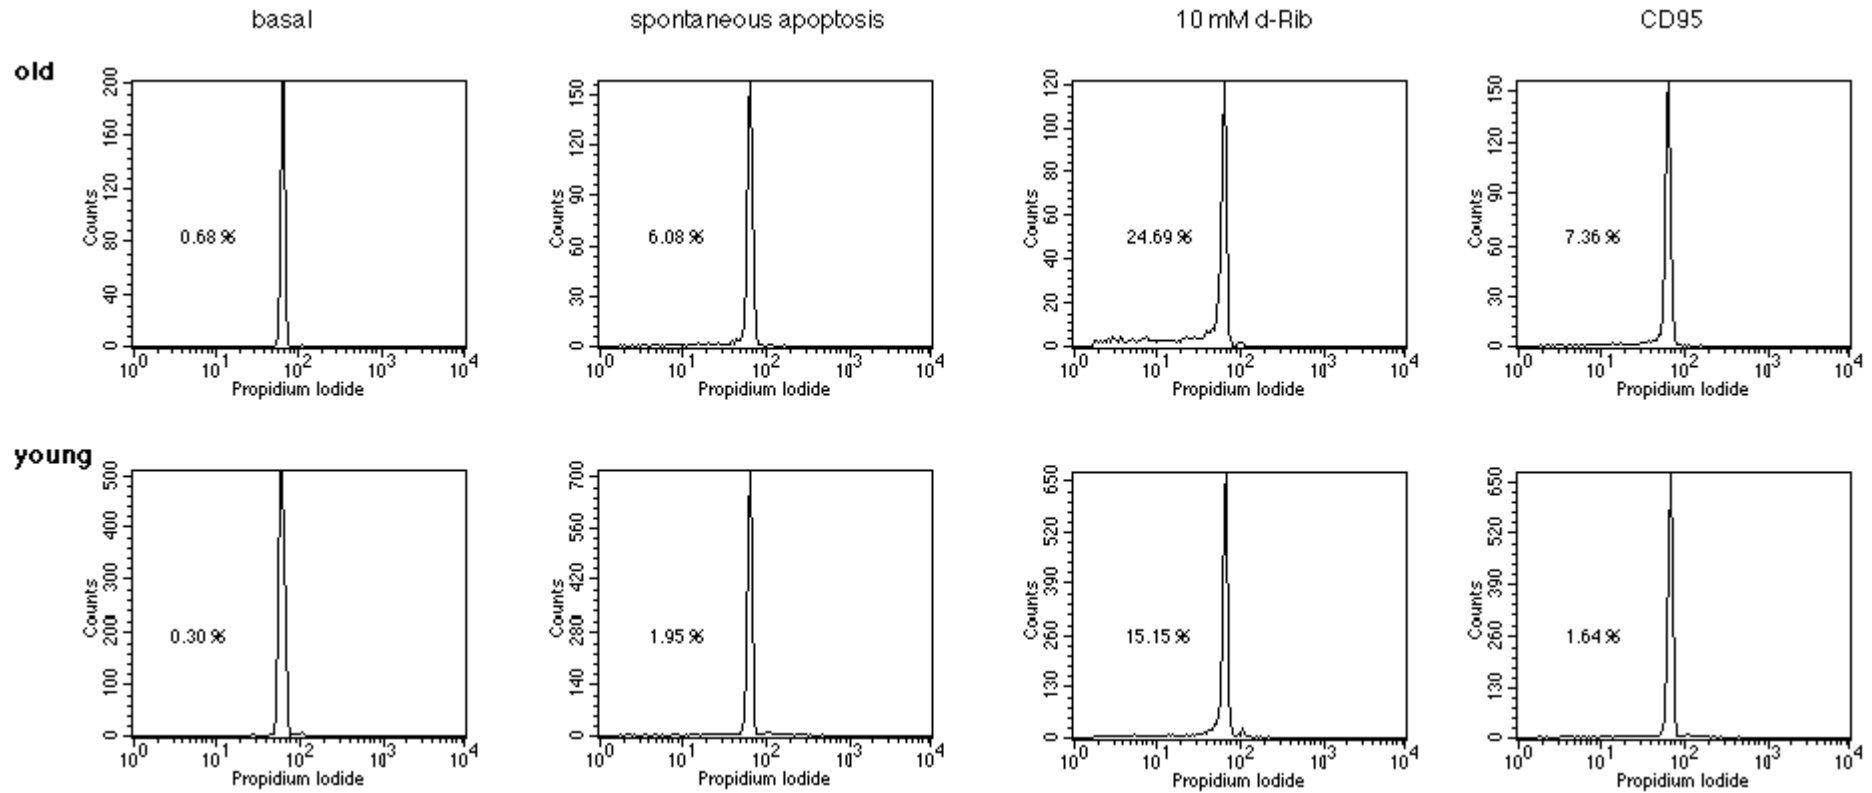 basal
spontaneous apoptosis
10 mM d-Rib
CD95
old
200
160
120
80
40
0
Counts
0.68 %
10^0 10^1 10^2 10^3 10^4
Propidium Iodide
150
120
90
60
30
0
Counts
6.08 %
10^0 10^1 10^2 10^3 10^4
Propidium Iodide
120
100
80
60
40
20
0
Counts
24.69 %
10^0 10^1 10^2 10^3 10^4
Propidium Iodide
150
120
90
60
30
0
Counts
7.36 %
10^0 10^1 10^2 10^3 10^4
Propidium Iodide
young
500
400
300
200
100
0
Counts
0.30 %
10^0 10^1 10^2 10^3 10^4
Propidium Iodide
700
560
420
280
140
0
Counts
1.95 %
10^0 10^1 10^2 10^3 10^4
Propidium Iodide
650
520
390
260
130
0
Counts
15.15 %
10^0 10^1 10^2 10^3 10^4
Propidium Iodide
650
520
390
260
130
0
Counts
1.64 %
10^0 10^1 10^2 10^3 10^4
Propidium Iodide